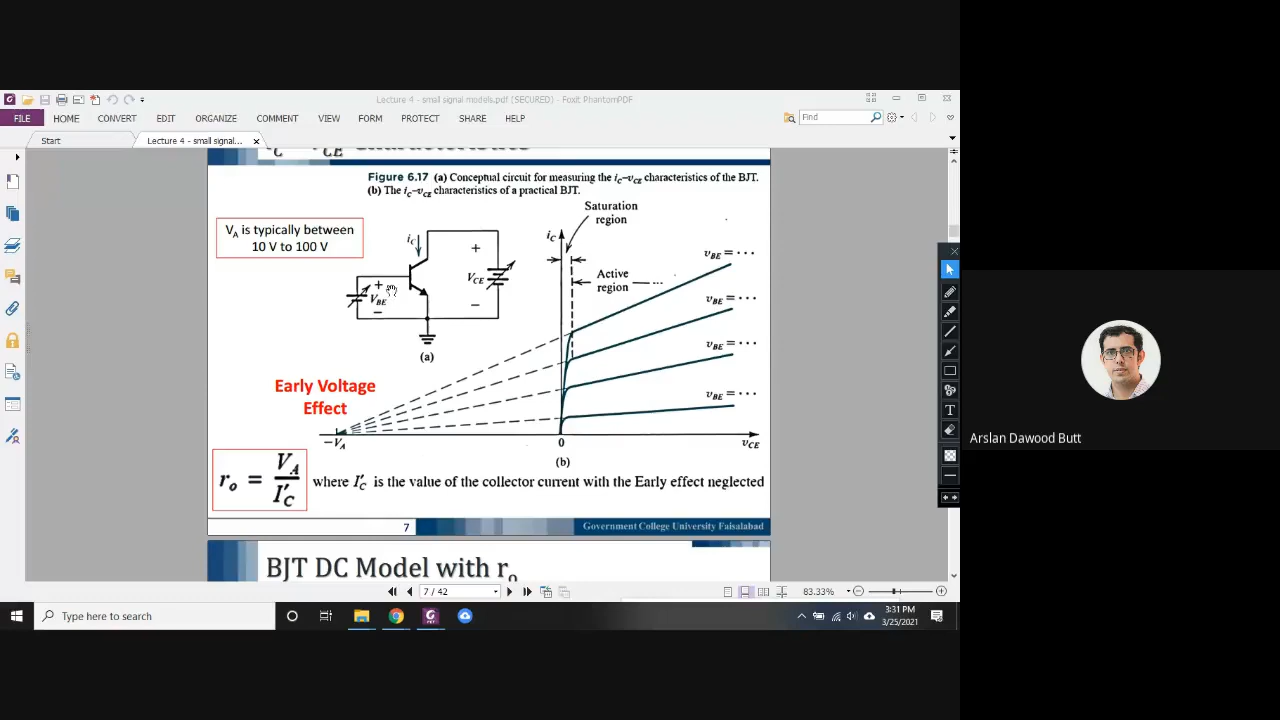 Lecture 4 - small signal models.pdf (SECURED) - Foxit PhantomPDF
FILE HOME CONVERT EDIT ORGANIZE COMMENT VIEW FORM PROTECT SHARE HELP
Find
Start
Lecture 4 - small signal...
Figure 6.17 (a) Conceptual circuit for measuring the iC–vCE characteristics of the BJT.
(b) The iC–vCE characteristics of a practical BJT.
VA is typically between
10 V to 100 V
iC
+
VCE
−
+
VBE
−
(a)
Saturation
region
iC
Active
region
vBE = ···
vBE = ···
vBE = ···
vBE = ···
Early Voltage
Effect
−VA
0
vCE
(b)
ro = VA / I′C
where I′C is the value of the collector current with the Early effect neglected
7
Government College University Faisalabad
BJT DC Model with ro
7 / 42
83.33%
Type here to search
3:31 PM
3/25/2021
Arslan Dawood Butt